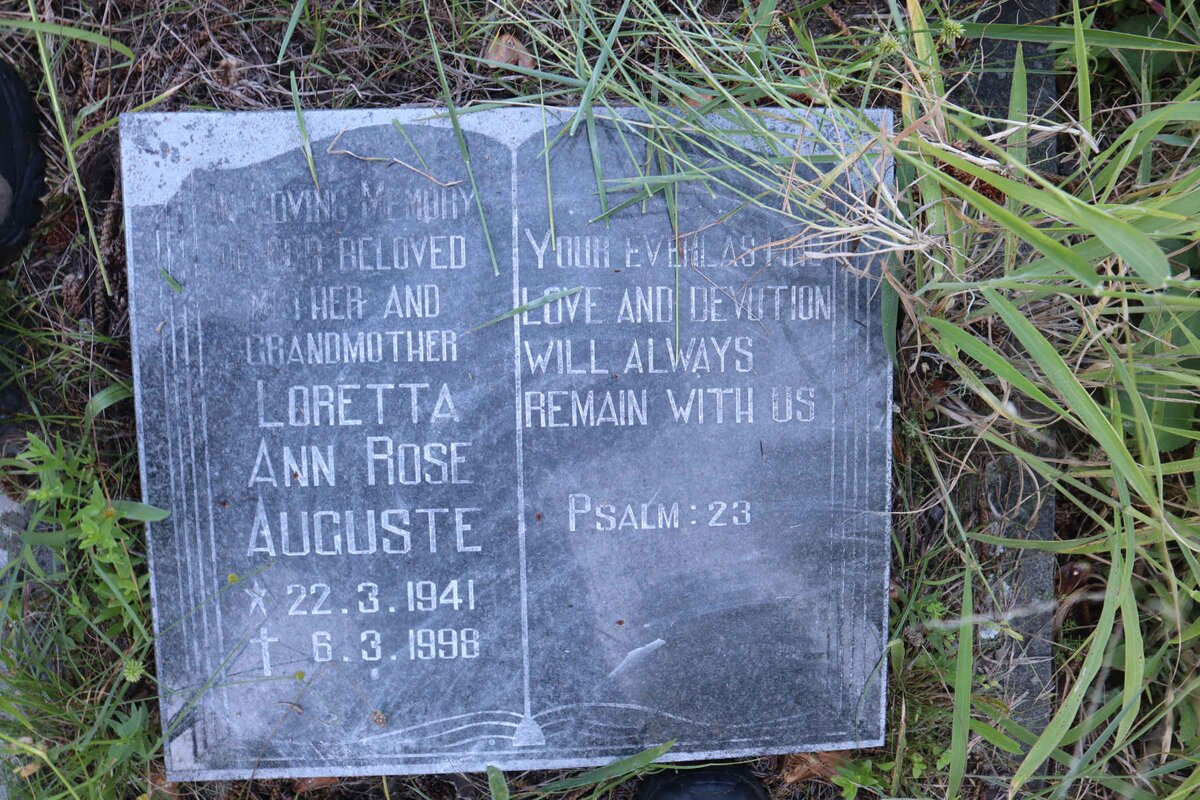 IN LOVING MEMORY
OF OUR BELOVED
MOTHER AND
GRANDMOTHER
LORETTA
ANN ROSE
AUGUSTE
22.3.1941
6.3.1998
YOUR EVERLASTING
LOVE AND DEVOTION
WILL ALWAYS
REMAIN WITH US
PSALM: 23